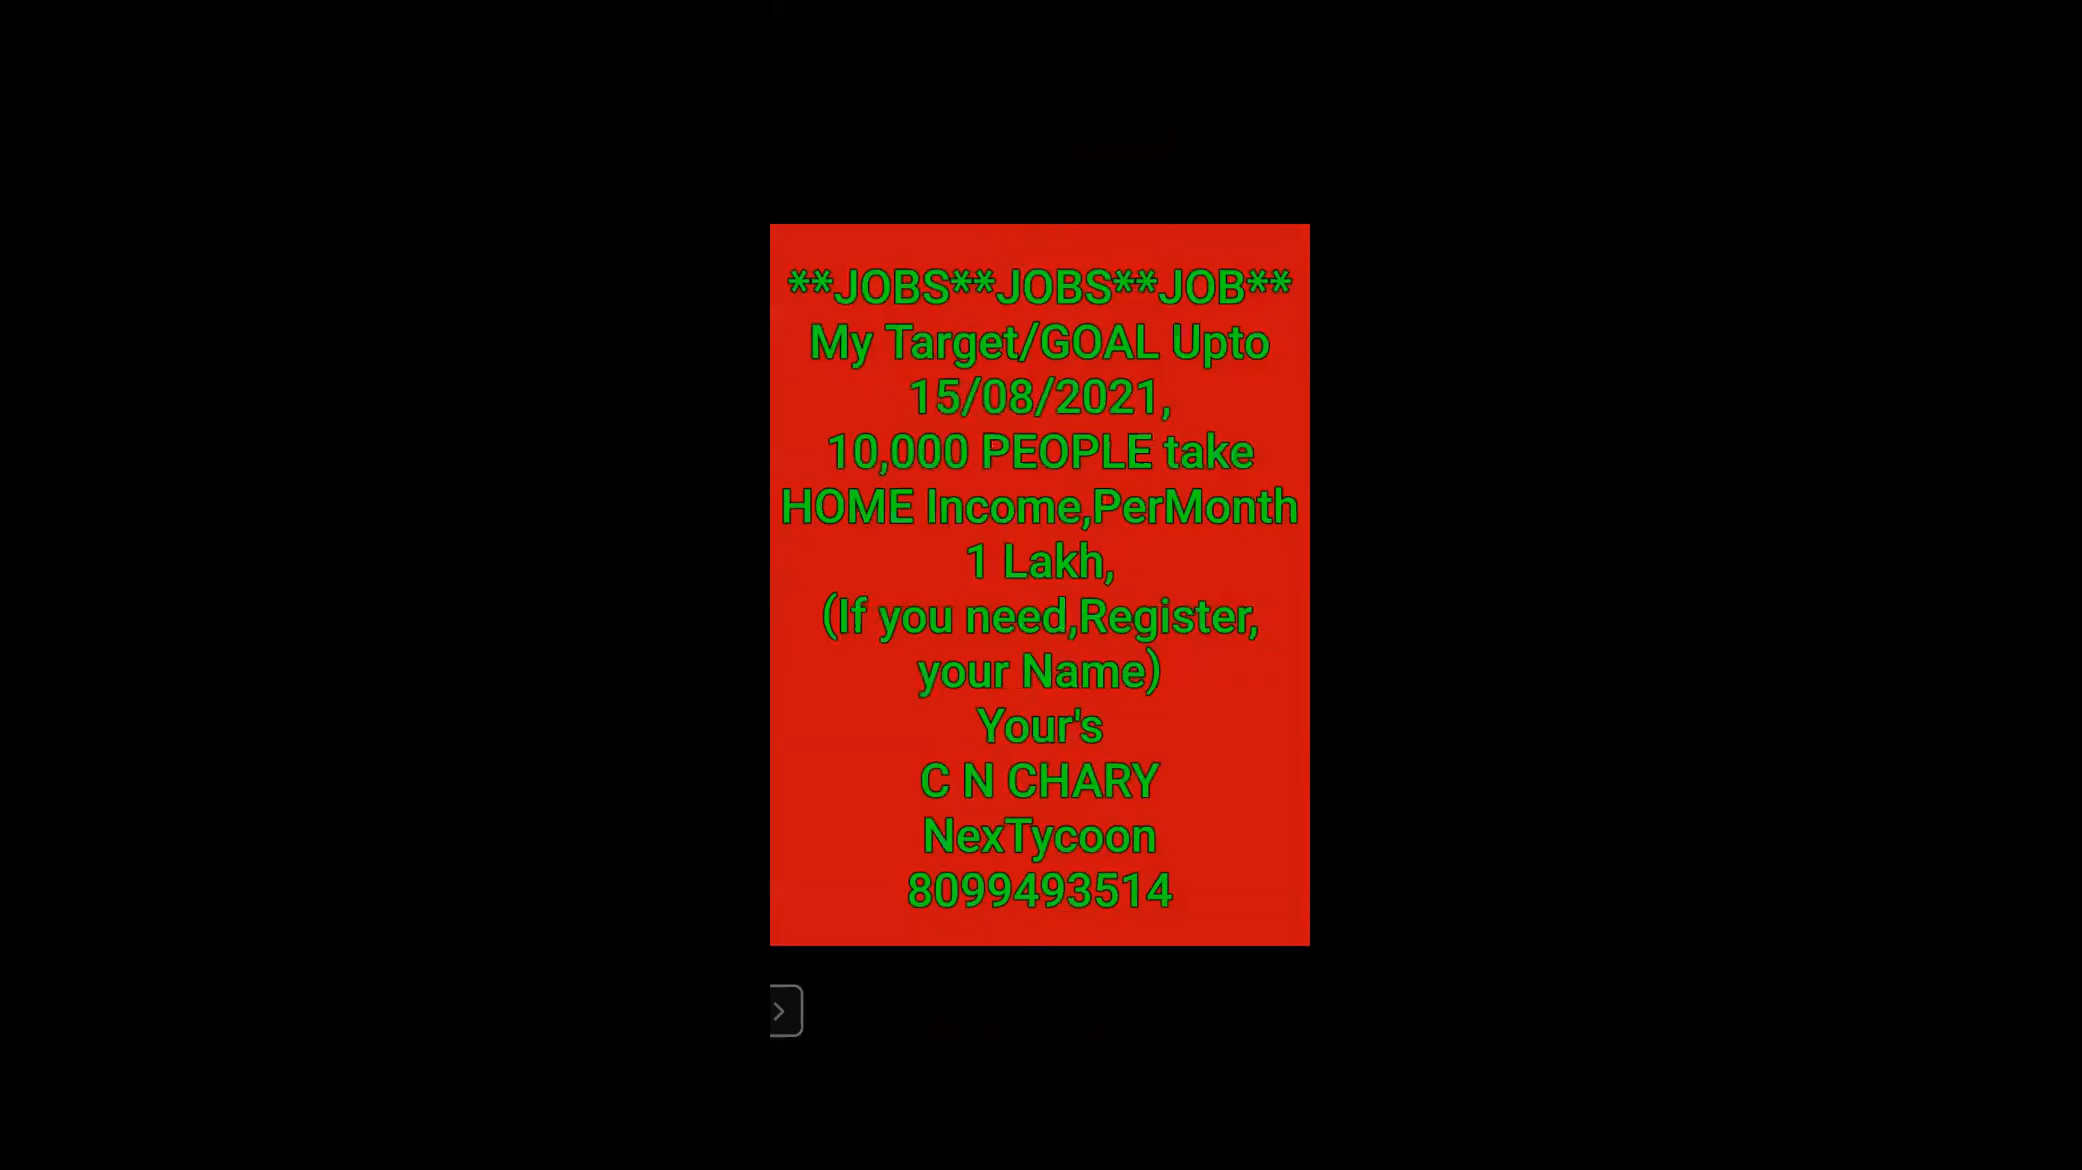 **JOBS**JOBS**JOB**
My Target/GOAL Upto
15/08/2021,
10,000 PEOPLE take
HOME Income,PerMonth
1 Lakh,
(If you need,Register,
your Name)
Your's
C N CHARY
NexTycoon
8099493514